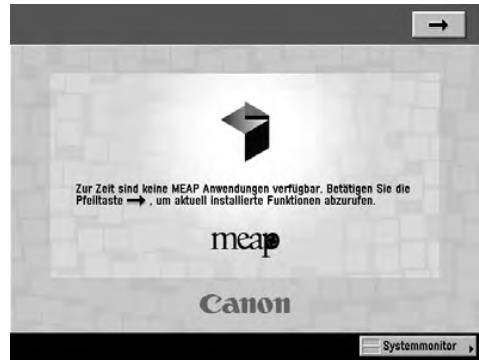 Zur Zeit sind keine MEAP Anwendungen verfügbar. Betätigen Sie die
Pfeiltaste → , um aktuell installierte Funktionen abzurufen.
meap
Canon
Systemmonitor